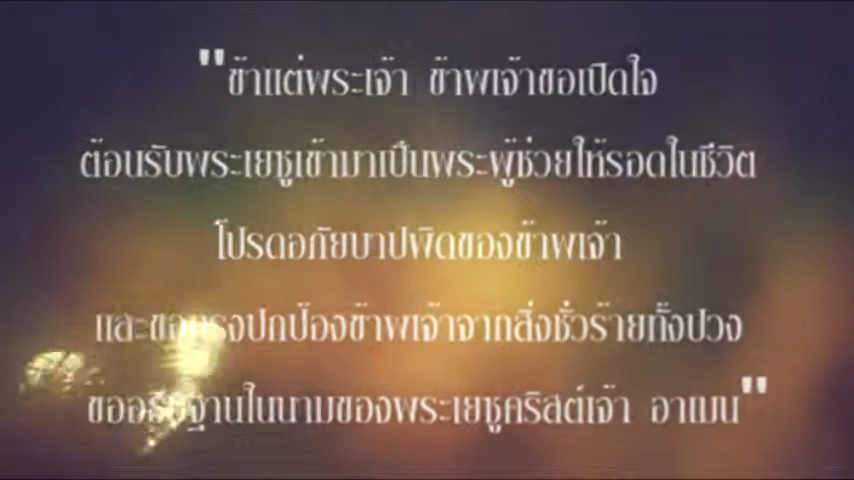 "ข้าแต่พระเจ้า ข้าพเจ้าขอเปิดใจ
ต้อนรับพระเยซูเข้ามาเป็นพระผู้ช่วยให้รอดในชีวิต
โปรดอภัยบาปผิดของข้าพเจ้า
และขอทรงปกป้องข้าพเจ้าจากสิ่งชั่วร้ายทั้งปวง
ขออธิษฐานในนามของพระเยซูคริสต์เจ้า อาเมน"